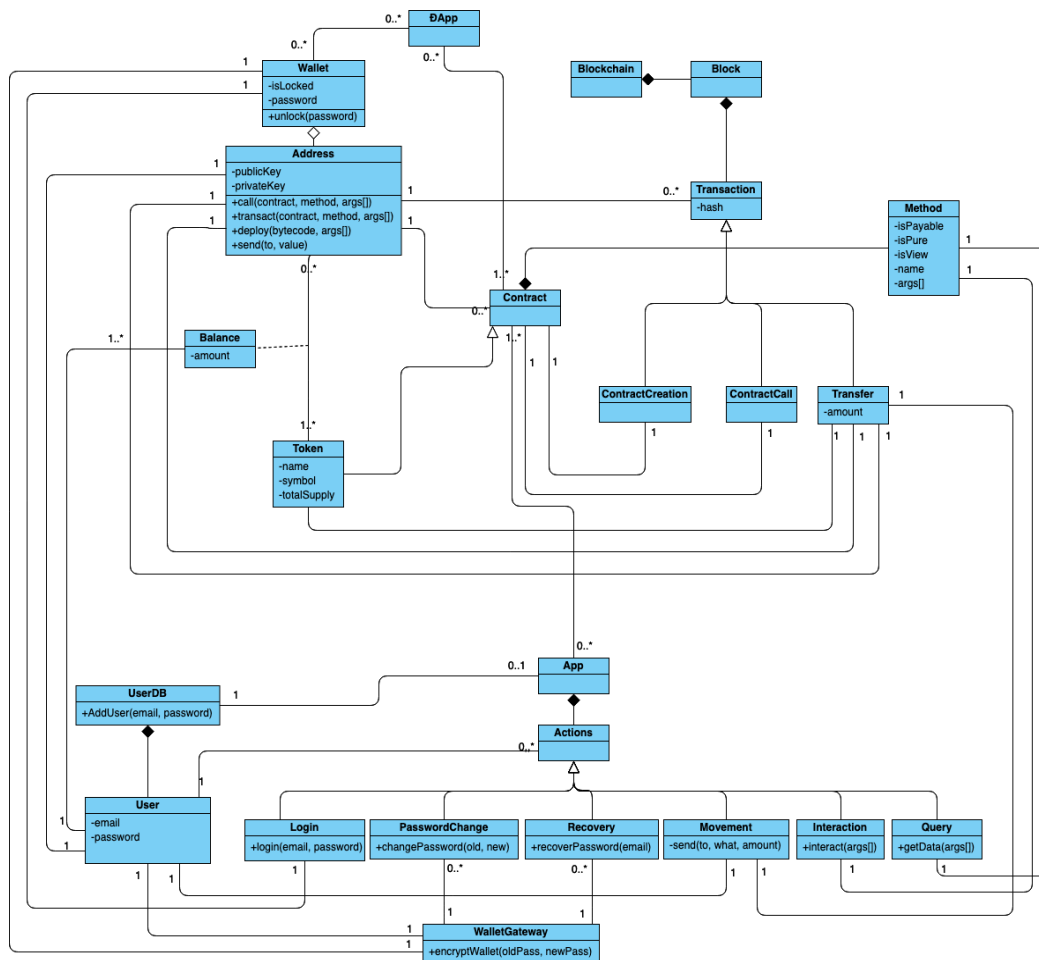 0..*
ÐApp
0..*
0..*
1
Wallet
-isLocked
-password
+unlock(password)
1
Blockchain
Block
Address
-publicKey
-privateKey
+call(contract, method, args[])
+transact(contract, method, args[])
+deploy(bytecode, args[])
+send(to, value)
1
1
1
1
1
0..*
0..*
Transaction
-hash
Method
-isPayable
-isPure
-isView
-name
-args[]
1
1
1..*
Contract
0..*
1..*
1
1
Balance
-amount
1..*
1..*
Token
-name
-symbol
-totalSupply
ContractCreation
1
ContractCall
1
Transfer
-amount
1
1
1
1
0..*
App
0..1
1
UserDB
+AddUser(email, password)
Actions
0..*
1
User
-email
-password
1
1
1
1
Login
+login(email, password)
1
PasswordChange
+changePassword(old, new)
0..*
Recovery
+recoverPassword(email)
0..*
Movement
-send(to, what, amount)
1
1
Interaction
+interact(args[])
1
Query
+getData(args[])
1
1
1
1
1
WalletGateway
+encryptWallet(oldPass, newPass)